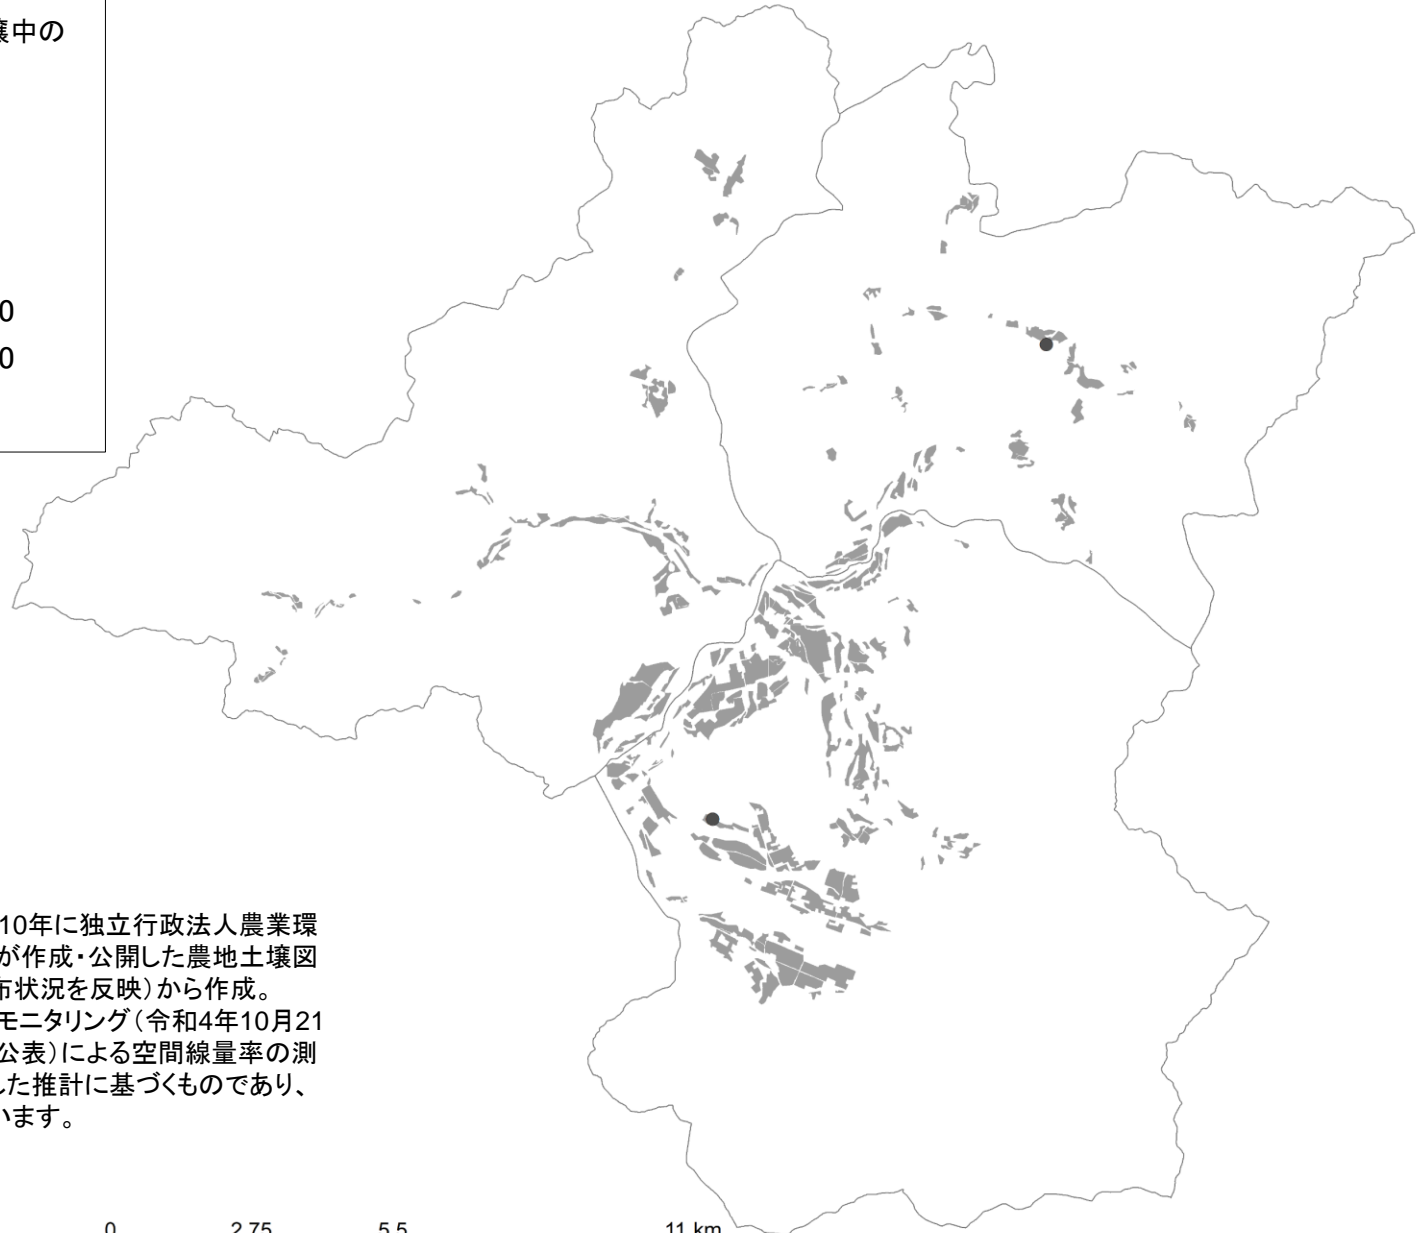 壌中の
0
0
10年に独立行政法人農業環
が作成・公開した農地土壌図
布状況を反映）から作成。
モニタリング（令和4年10月21
公表）による空間線量率の測
した推計に基づくものであり、
います。
0 2.75 5.5 11 km